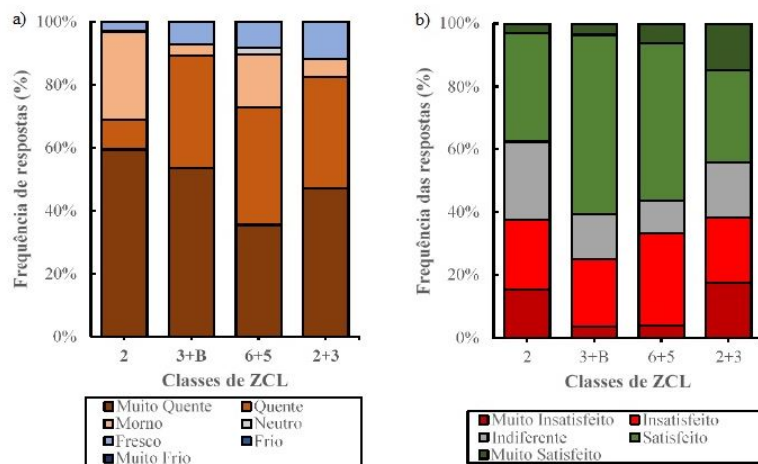 a)
Frequência de respostas (%)
100%
80%
60%
40%
20%
0%
2 3+B 6+5 2+3
Classes de ZCL
Muito Quente Quente
Morno Neutro
Fresco Frio
Muito Frio
b)
Frequência das respostas (%)
100%
80%
60%
40%
20%
0%
2 3+B 6+5 2+3
Classes de ZCL
Muito Insatisfeito Insatisfeito
Indiferente Satisfeito
Muito Satisfeito